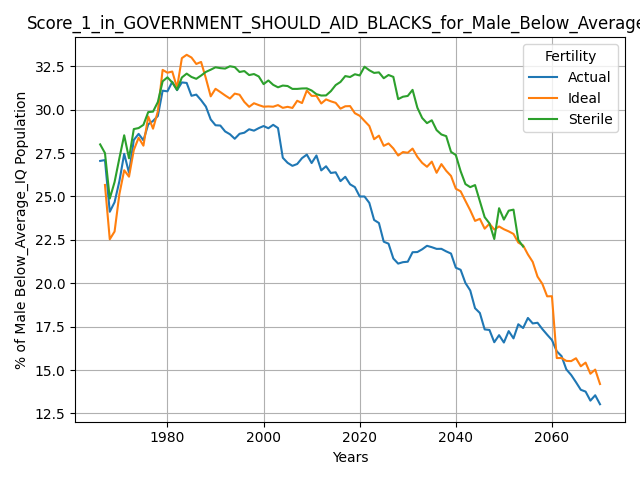 Score_1_in_GOVERNMENT_SHOULD_AID_BLACKS_for_Male_Below_Average
Fertility
Actual
Ideal
Sterile
32.5
30.0
27.5
25.0
22.5
20.0
17.5
15.0
12.5
% of Male Below_Average_IQ Population
1980 2000 2020 2040 2060
Years